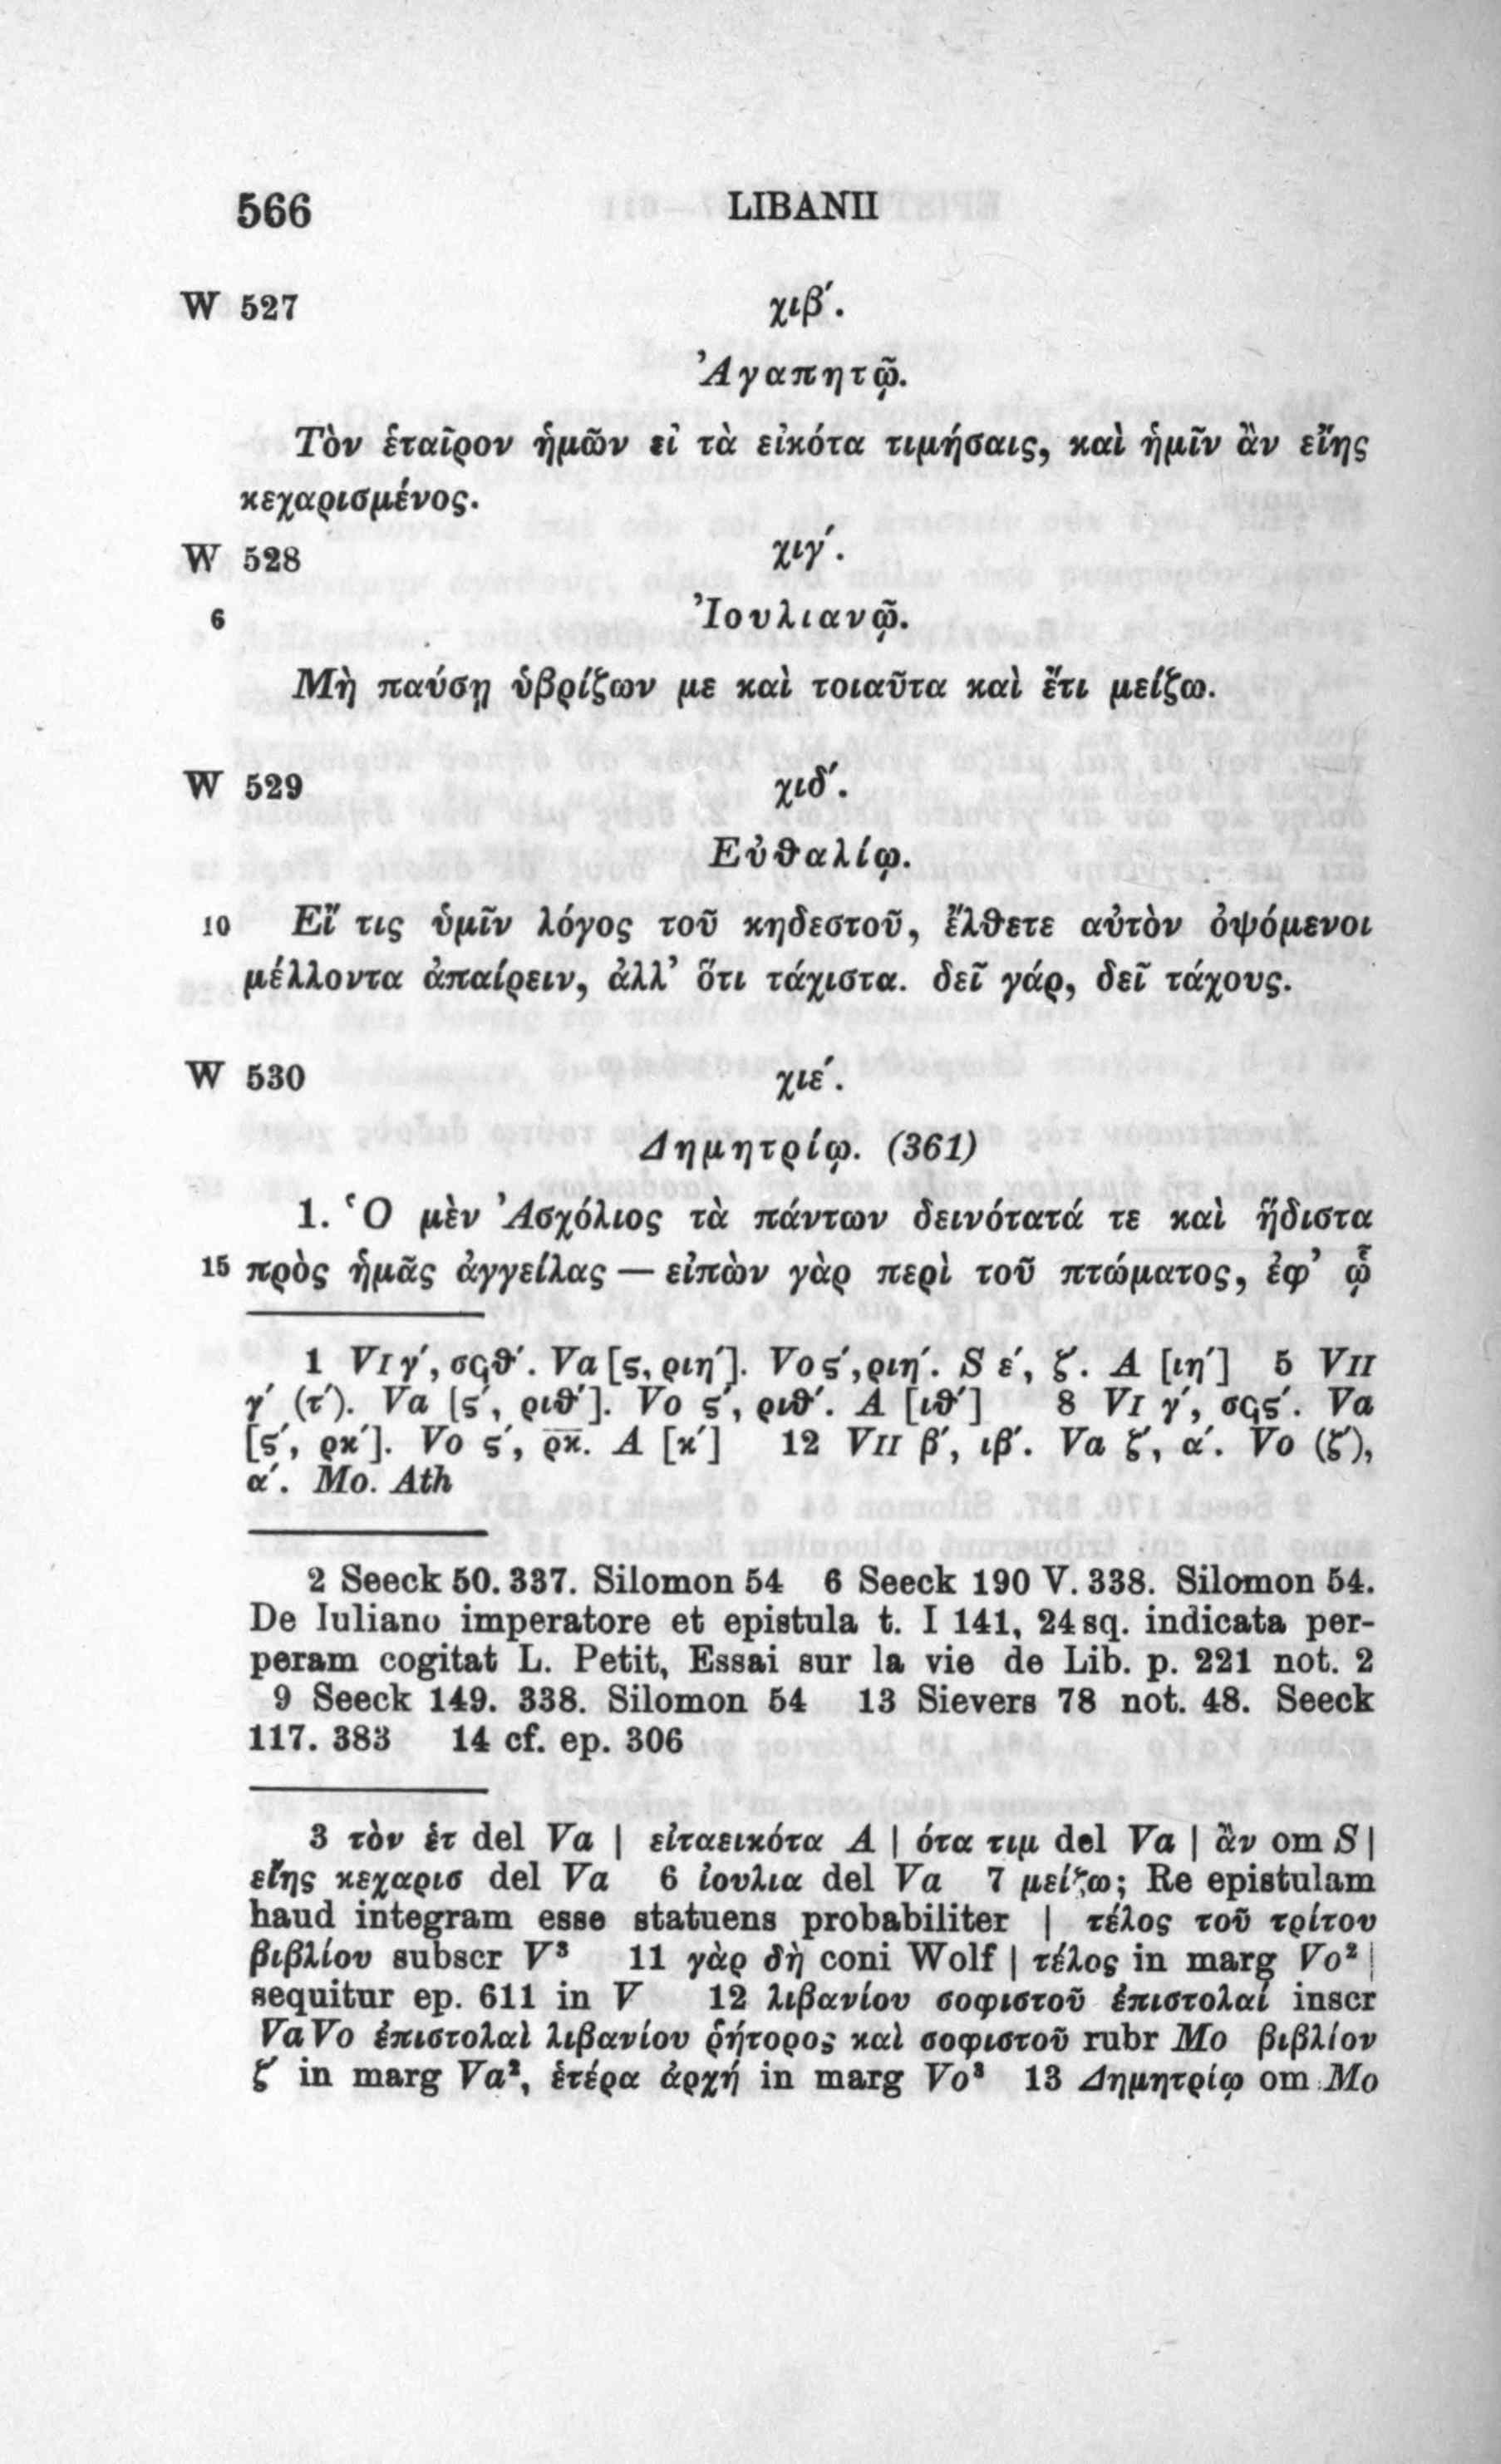 566 LIBANII
W 527 χιβ΄.
Ἀγαπητῷ.
Τὸν ἑταῖρον ἡμῶν εἰ τὰ εἰκότα τιμήσαις, καὶ ἡμῖν ἂν εἴης
κεχαρισμένος.
W 528 χιγ΄.
6 Ἰουλιανῷ.
Μὴ παύσῃ ὑβρίζων με καὶ τοιαῦτα καὶ ἔτι μείζω.
W 529 χιδ΄.
Εὐθαλίῳ.
10 Εἴ τις ὑμῖν λόγος τοῦ κηδεστοῦ, ἔλθετε αὐτὸν ὀψόμενοι
μέλλοντα ἀπαίρειν, ἀλλ’ ὅτι τάχιστα. δεῖ γάρ, δεῖ τάχους.
W 530 χιε΄.
Δημητρίῳ. (361)
1. Ὁ μὲν Ἀσχόλιος τὰ πάντων δεινότατά τε καὶ ἥδιστα
15 πρὸς ἡμᾶς ἀγγείλας — εἰπὼν γὰρ περὶ τοῦ πτώματος, ἐφ’ ᾧ
1 VI γ΄, σϛθ΄. Va [ς, ριη΄]. Vo ς΄, ριη΄. S ε΄, ζ΄. A [ιη΄] 5 VII
γ΄ (τ΄). Va [ς΄, ριθ΄]. Vo ς΄, ριθ΄. A [ιθ΄] 8 VI γ΄, σϛς΄. Va
[ς΄, ρκ΄]. Vo ς΄, ρκ. A [κ΄] 12 VII β΄, ιβ΄. Va ζ΄, α΄. Vo (ζ΄),
α΄. Mo. Ath
2 Seeck 50. 337. Silomon 54 6 Seeck 190 V. 338. Silomon 54.
De Iuliano imperatore et epistula t. I 141, 24 sq. indicata per-
peram cogitat L. Petit, Essai sur la vie de Lib. p. 221 not. 2
9 Seeck 149. 338. Silomon 54 13 Sievers 78 not. 48. Seeck
117. 383 14 cf. ep. 306
3 τὸν ἑτ del Va | εἰταεικότα A | ότα τιμ del Va | ἂν om S |
εἴης κεχαρισ del Va 6 ἰουλια del Va 7 μείζω; Re epistulam
haud integram esse statuens probabiliter | τέλος τοῦ τρίτου
βιβλίου subscr V³ 11 γὰρ δὴ coni Wolf | τέλος in marg Vo² |
sequitur ep. 611 in V 12 λιβανίου σοφιστοῦ ἐπιστολαί inscr
Va Vo ἐπιστολαὶ λιβανίου ῥήτορος καὶ σοφιστοῦ rubr Mo βιβλίον
ζ΄ in marg Va², ἑτέρα ἀρχή in marg Vo³ 13 Δημητρίῳ om Mo